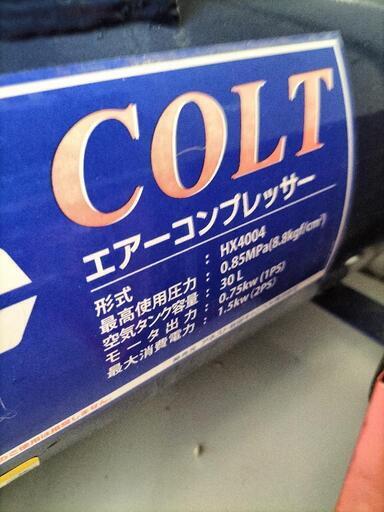 COLT
エアーコンプレッサー
形式 : HX4004
最高使用圧力 : 0.85MPa(8.8kgf/cm²)
空気タンク容量 : 30L
モータ出力 : 0.75kw(1PS)
最大消費電力 : 1.5kw(2PS)